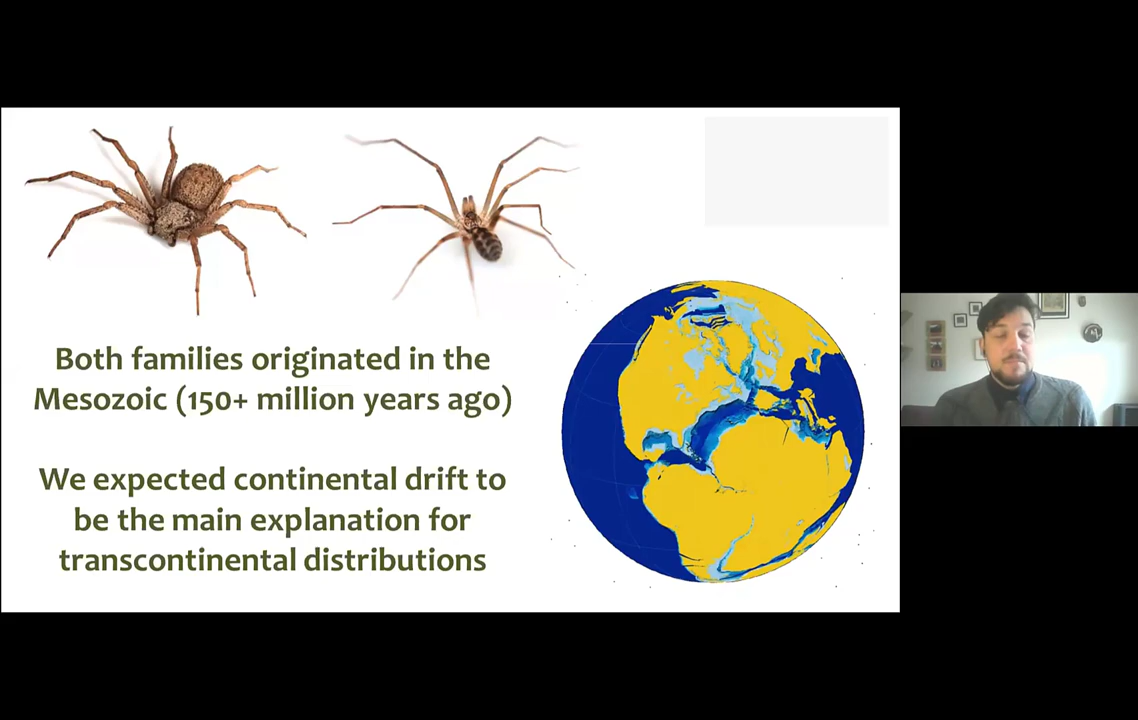 Both families originated in the
Mesozoic (150+ million years ago)
We expected continental drift to
be the main explanation for
transcontinental distributions